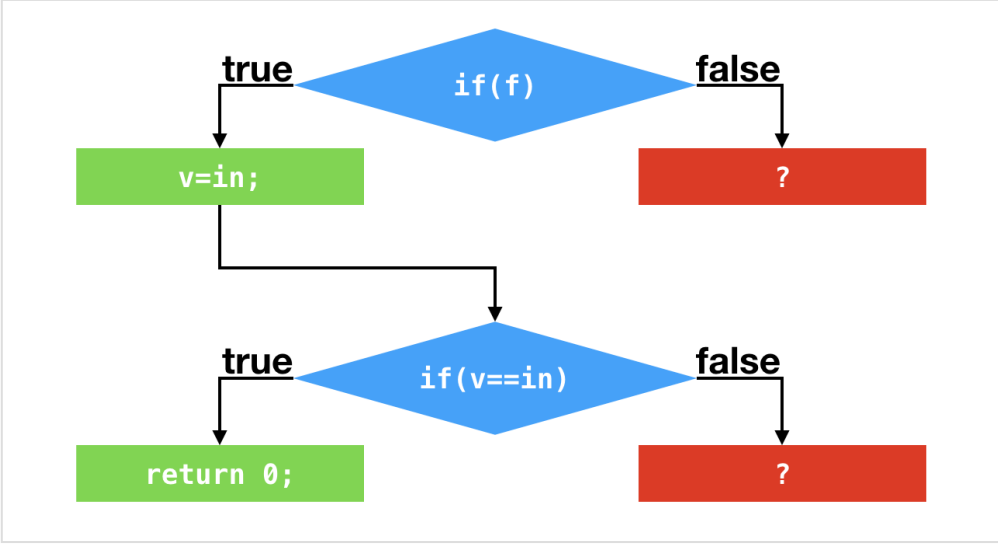 true
if(f)
false
v=in;
?
true
if(v==in)
false
return 0;
?